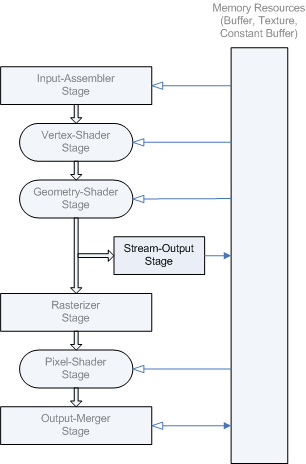 Memory Resources
(Buffer, Texture,
Constant Buffer)
Input-Assembler
Stage
Vertex-Shader
Stage
Geometry-Shader
Stage
Stream-Output
Stage
Rasterizer
Stage
Pixel-Shader
Stage
Output-Merger
Stage